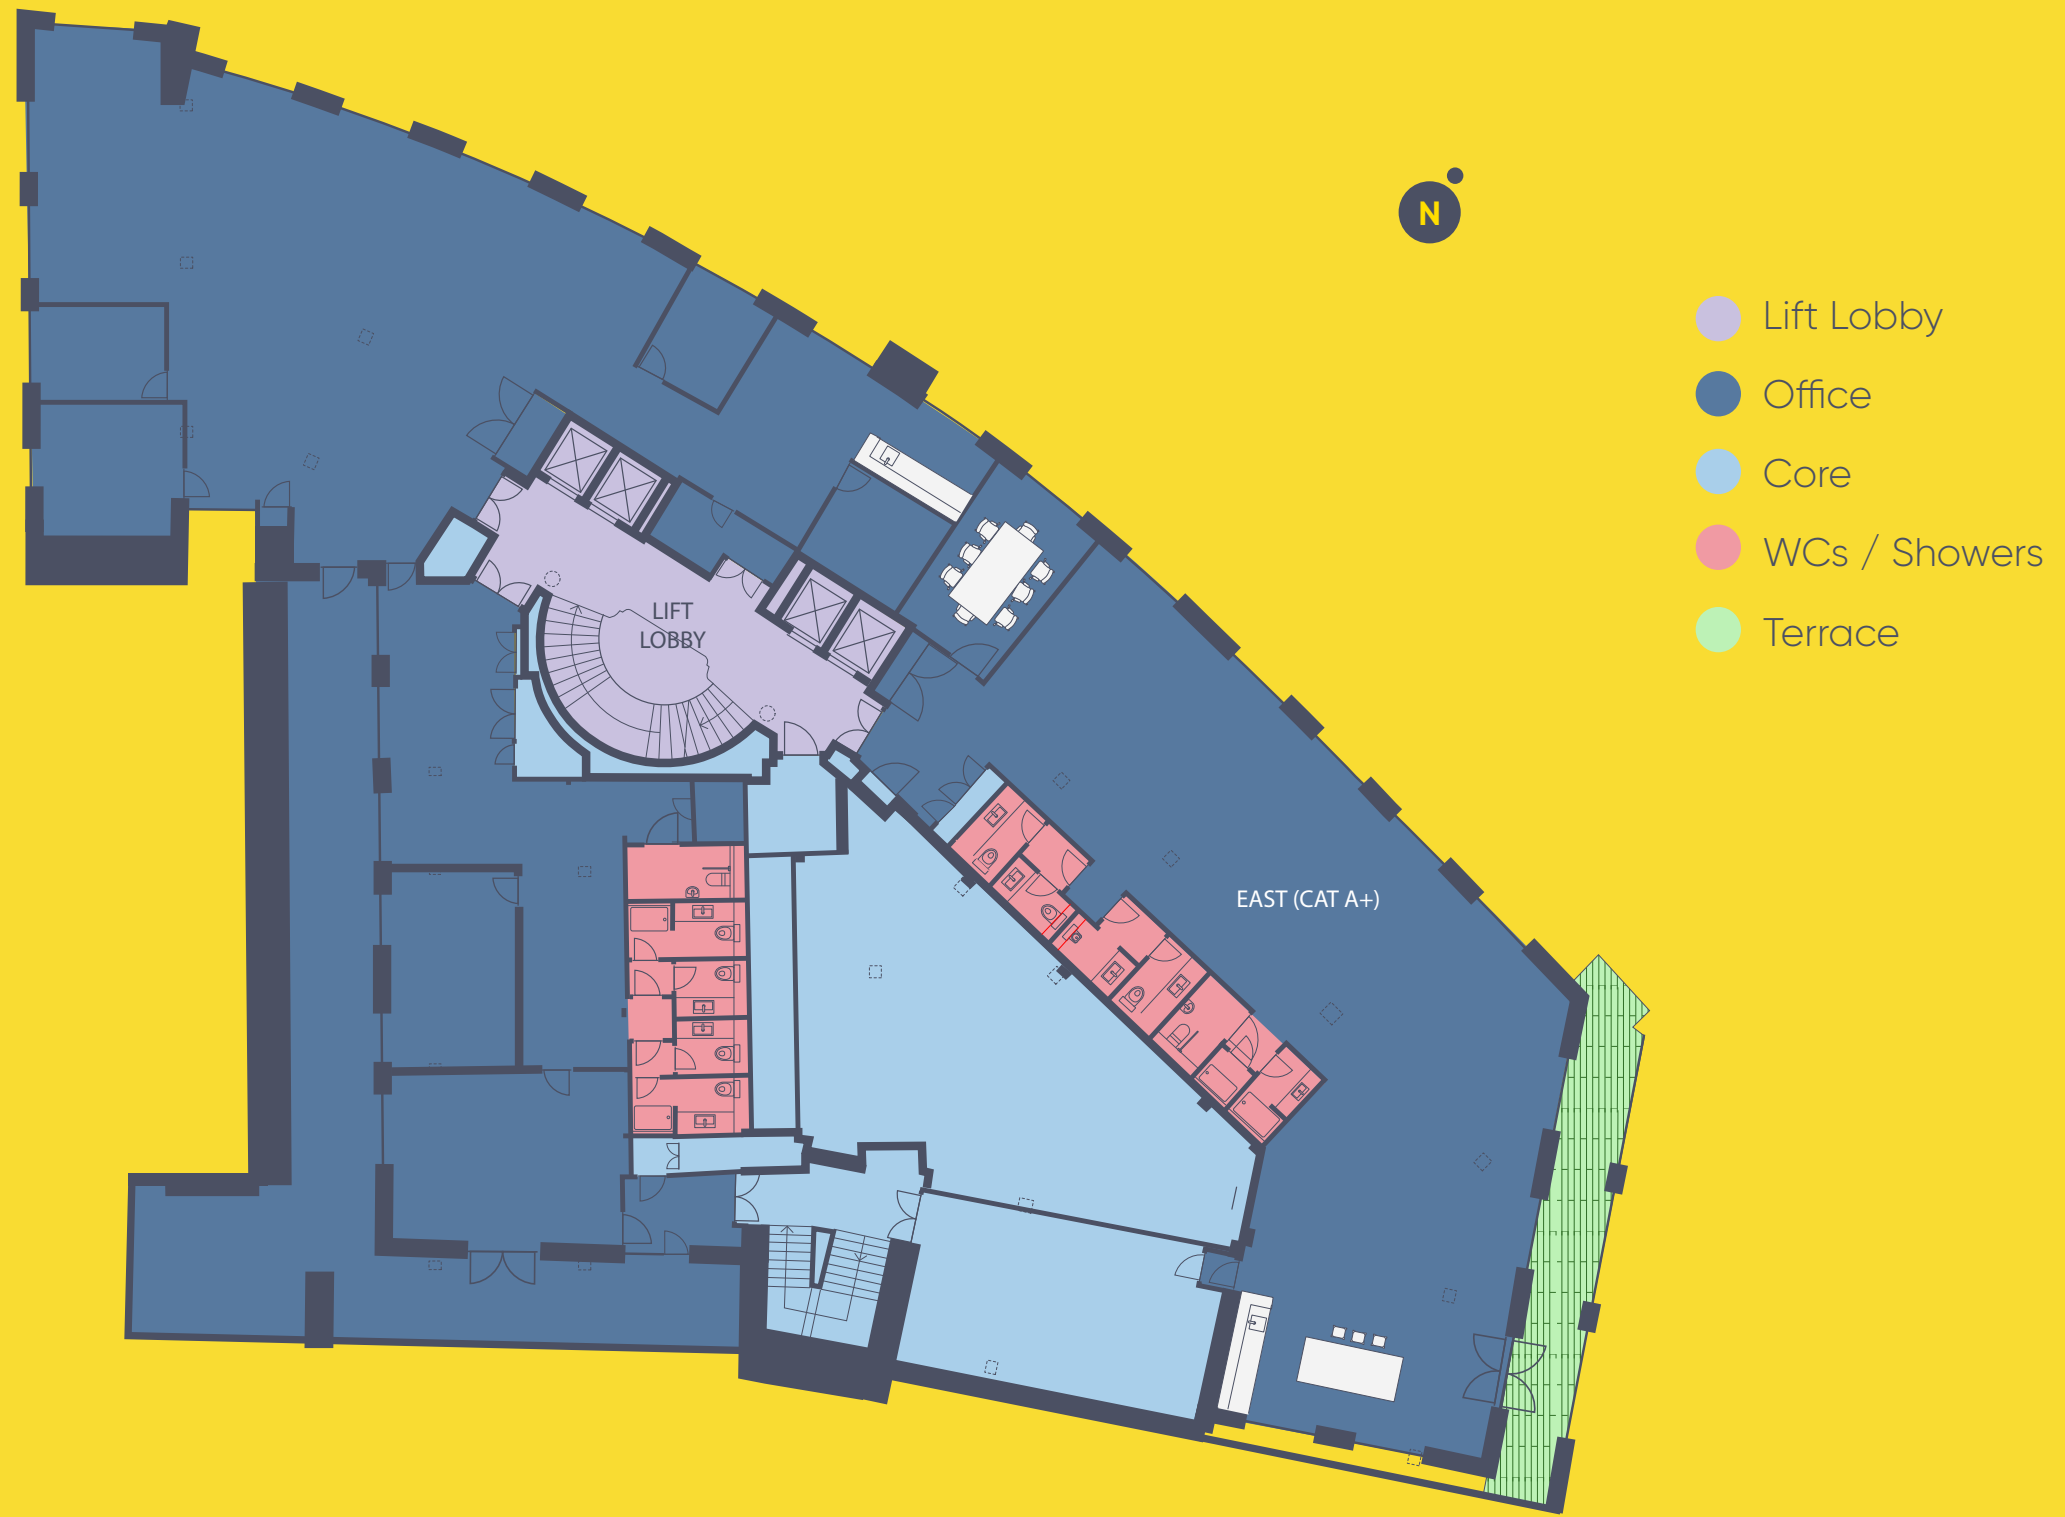 N
Lift Lobby
Office
Core
WCs / Showers
Terrace
LIFT
LOBBY
EAST (CAT A+)